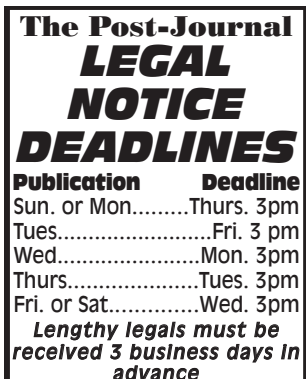 The Post-Journal
LEGAL
NOTICE
DEADLINES
Publication Deadline
Sun. or Mon.........Thurs. 3pm
Tues........................Fri. 3 pm
Wed......................Mon. 3pm
Thurs....................Tues. 3pm
Fri. or Sat..............Wed. 3pm
Lengthy legals must be
received 3 business days in
advance